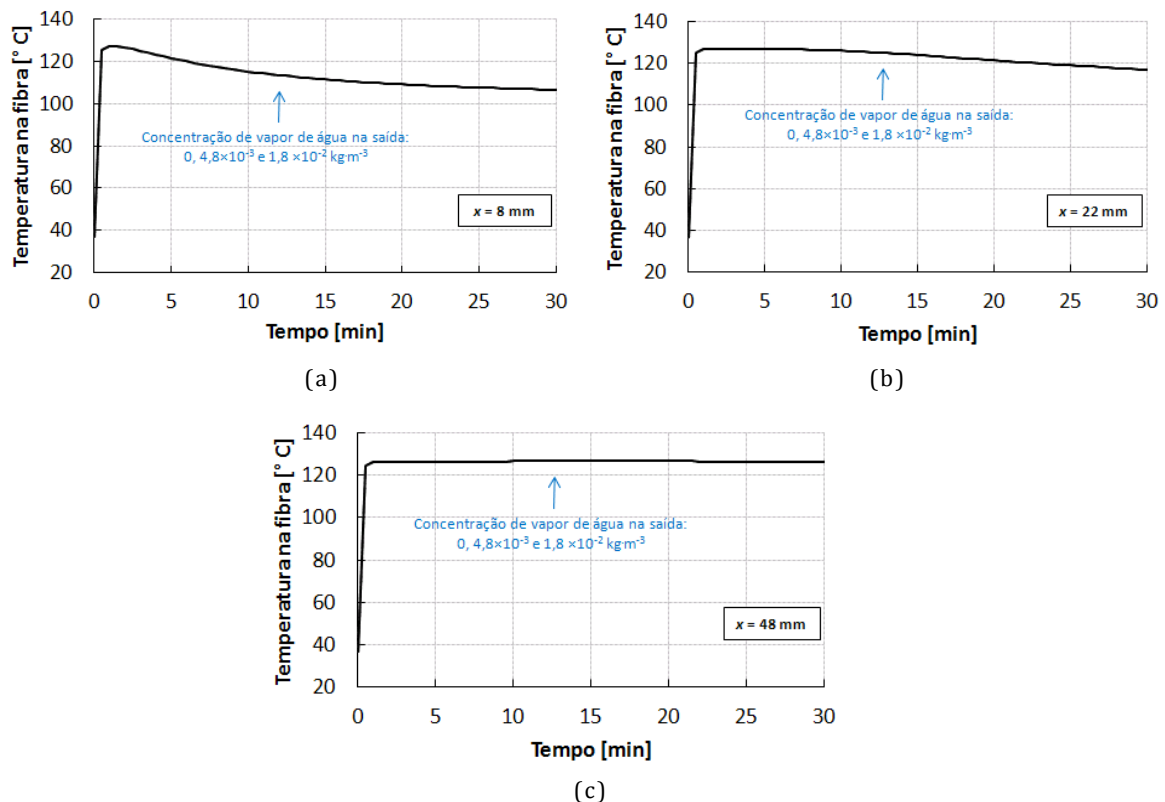 Temperatura na fibra [° C]
140
120
100
80
60
40
20
Concentração de vapor de água na saída:
0, 4,8×10⁻³ e 1,8 ×10⁻² kg·m⁻³
x = 8 mm
0 5 10 15 20 25 30
Tempo [min]
(a)
Temperatura na fibra [° C]
140
120
100
80
60
40
20
Concentração de vapor de água na saída:
0, 4,8×10⁻³ e 1,8 ×10⁻² kg·m⁻³
x = 22 mm
0 5 10 15 20 25 30
Tempo [min]
(b)
Temperatura na fibra [° C]
140
120
100
80
60
40
20
Concentração de vapor de água na saída:
0, 4,8×10⁻³ e 1,8 ×10⁻² kg·m⁻³
x = 48 mm
0 5 10 15 20 25 30
Tempo [min]
(c)